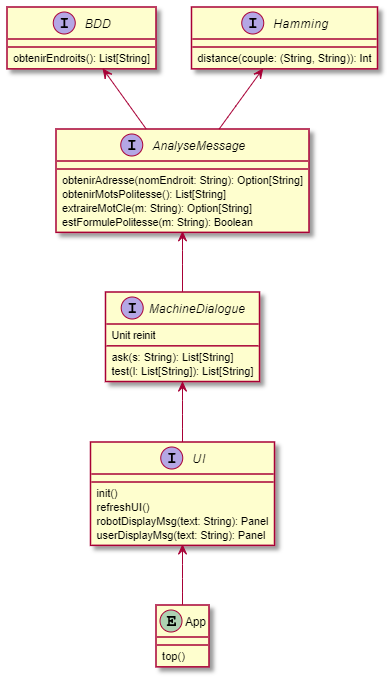 I BDD
obtenirEndroits(): List[String]
I Hamming
distance(couple: (String, String)): Int
I AnalyseMessage
obtenirAdresse(nomEndroit: String): Option[String]
obtenirMotsPolitesse(): List[String]
extraireMotCle(m: String): Option[String]
estFormulePolitesse(m: String): Boolean
I MachineDialogue
Unit reinit
ask(s: String): List[String]
test(l: List[String]): List[String]
I UI
init()
refreshUI()
robotDisplayMsg(text: String): Panel
userDisplayMsg(text: String): Panel
E App
top()